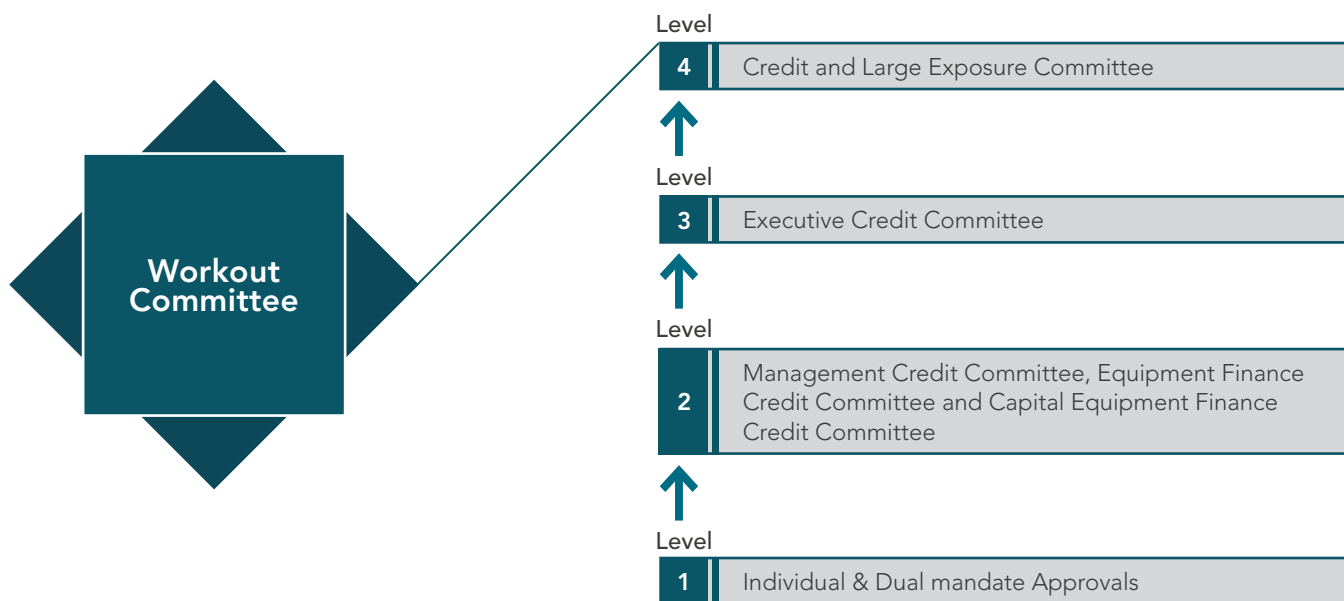 Workout
Committee
Level
4
Credit and Large Exposure Committee
Level
3
Executive Credit Committee
Level
2
Management Credit Committee, Equipment Finance
Credit Committee and Capital Equipment Finance
Credit Committee
Level
1
Individual & Dual mandate Approvals